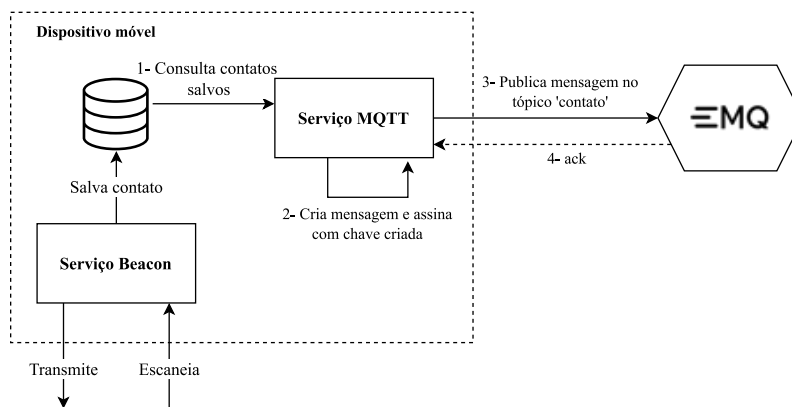 Dispositivo móvel
1- Consulta contatos
salvos
Serviço MQTT
3- Publica mensagem no
tópico 'contato'
EMQ
4- ack
Salva contato
2- Cria mensagem e assina
com chave criada
Serviço Beacon
Transmite
Escaneia